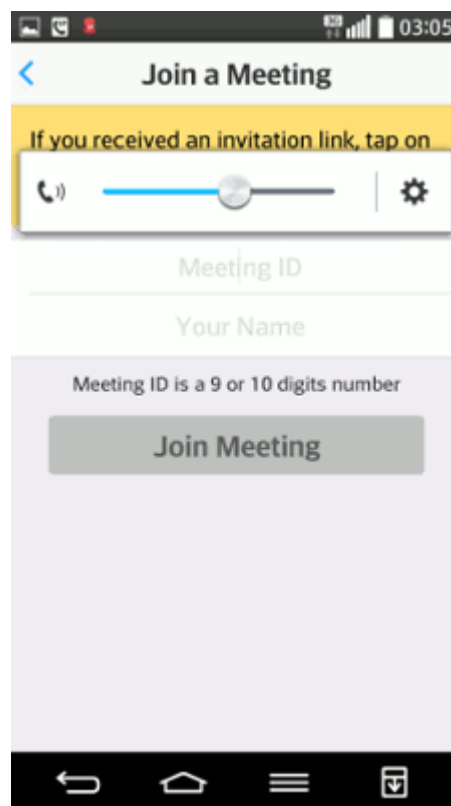 3G 03:05
Join a Meeting
If you received an invitation link, tap on
Meeting ID
Your Name
Meeting ID is a 9 or 10 digits number
Join Meeting